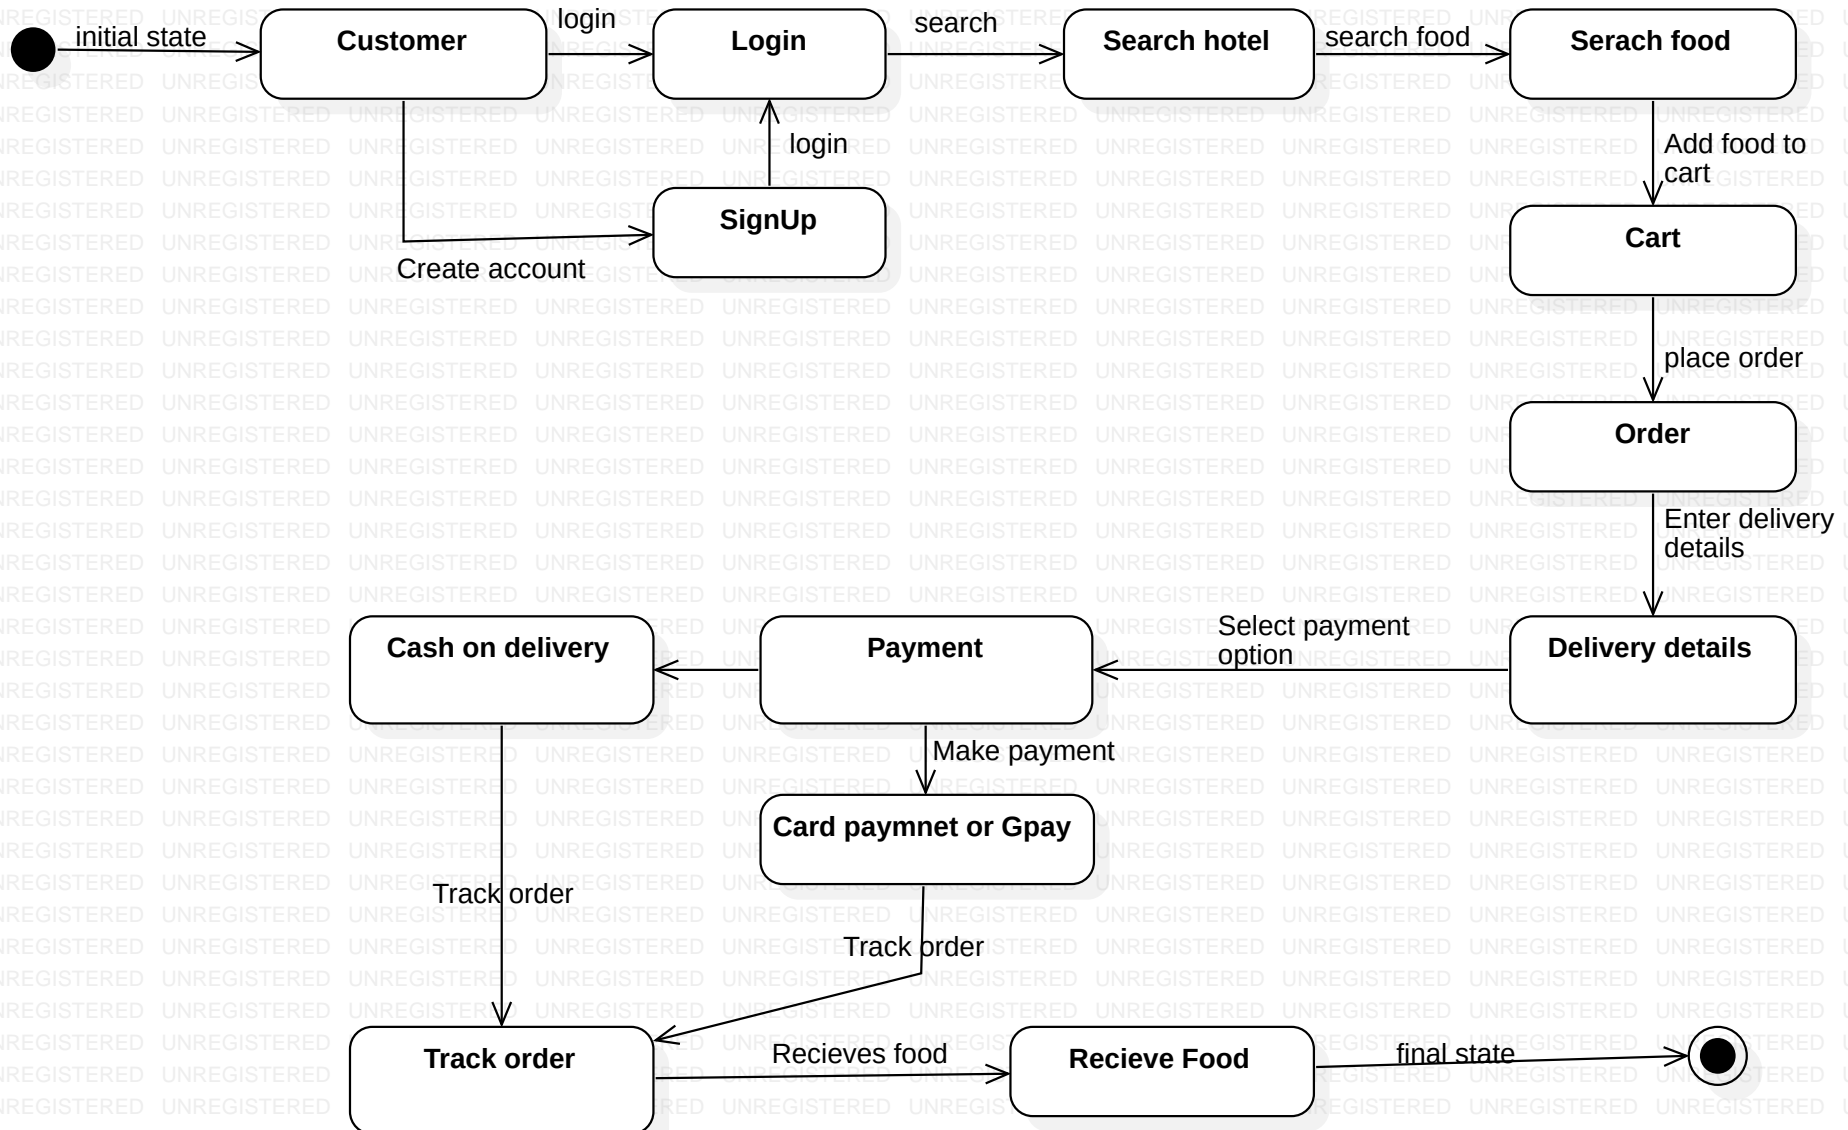 initial state
Customer
login
Login
search
Search hotel
search food
Serach food
login
SignUp
Create account
Add food to
cart
Cart
place order
Order
Enter delivery
details
Delivery details
Select payment
option
Payment
Cash on delivery
Make payment
Card paymnet or Gpay
Track order
Track order
Track order
Recieves food
Recieve Food
final state
UNREGISTERED